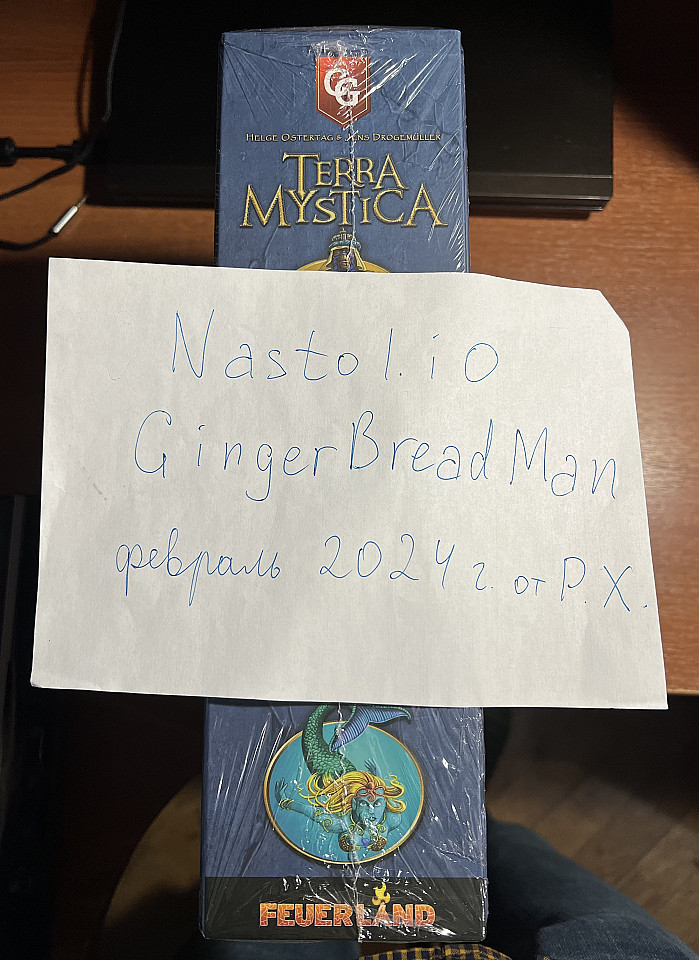 CG
HELGE OSTERTAG & JENS DRÖGEMÜLLER
TERRA
MYSTICA
Nastol.io
GingerBreadMan
февраль 2024 г. от Р.Х.
FEUERLAND